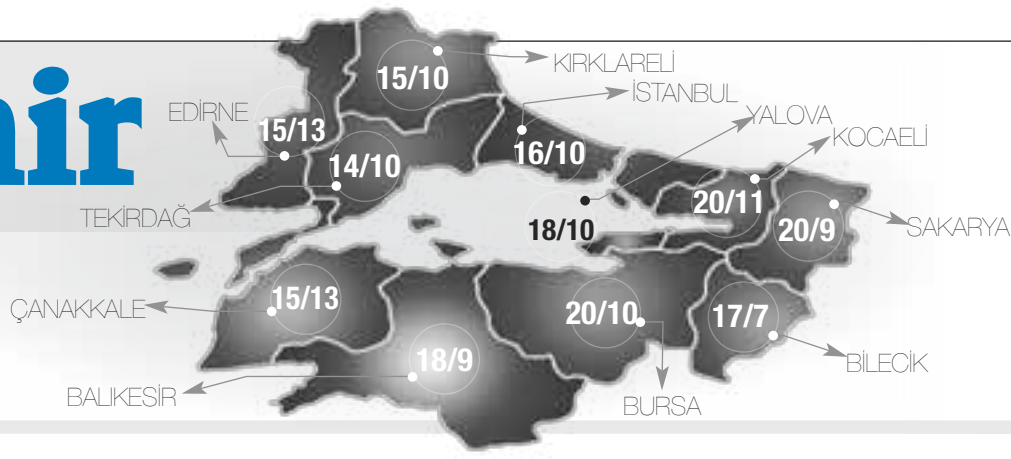 KIRKLARELİ
15/10
İSTANBUL
16/10
YALOVA
18/10
KOCAELİ
20/11
EDİRNE
15/13
TEKİRDAĞ
14/10
SAKARYA
20/9
ÇANAKKALE
15/13
BALIKESİR
18/9
BURSA
20/10
BİLECİK
17/7